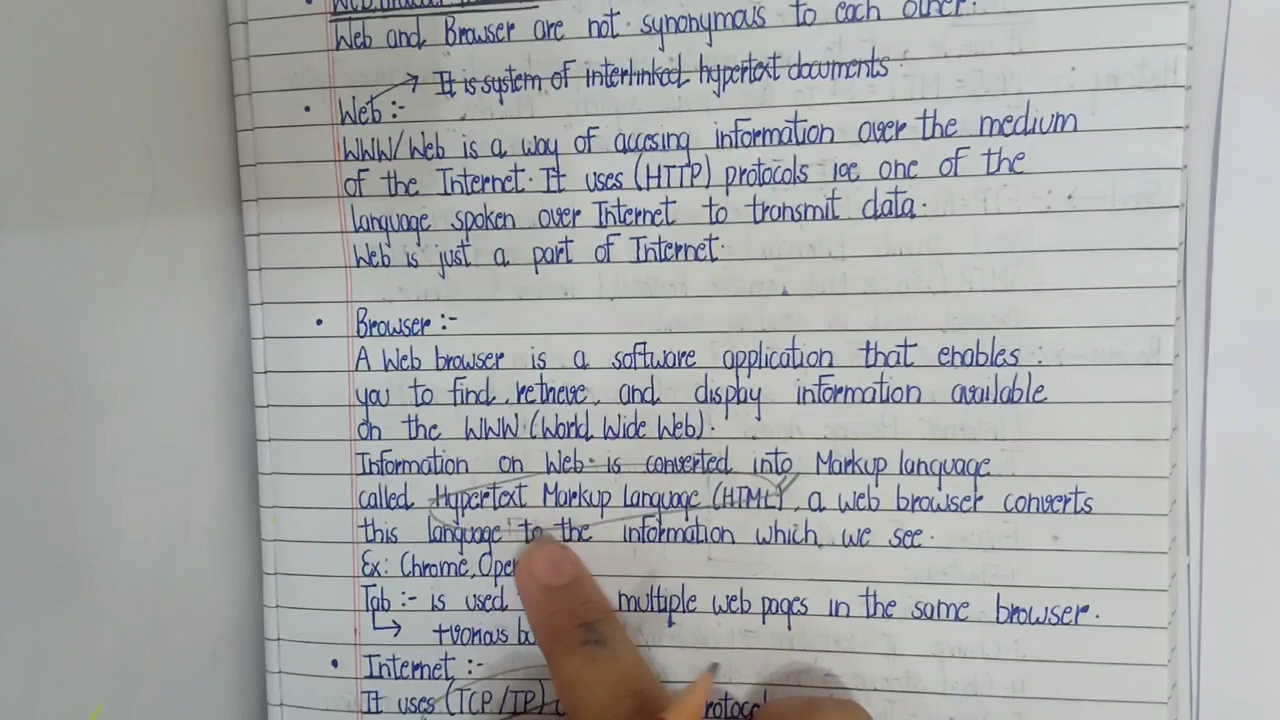 Web and Browser are not synonymous to each other.
→ It is system of interlinked hypertext documents
• Web :-
WWW/Web is a way of accesing information over the medium
of the Internet. It uses (HTTP) protocols ie one of the
language spoken over Internet to transmit data.
Web is just a part of Internet.
• Browser :-
A Web browser is a software application that enables
you to find, retrieve, and display information available
on the WWW (World Wide Web).
Information on Web is converted into Markup language
called Hypertext Markup Language (HTML), a web browser converts
this language to the information which we see.
Ex: Chrome,
Tab :- is used multiple web pages in the same browser.
• Internet :-
It uses (TCP/IP)